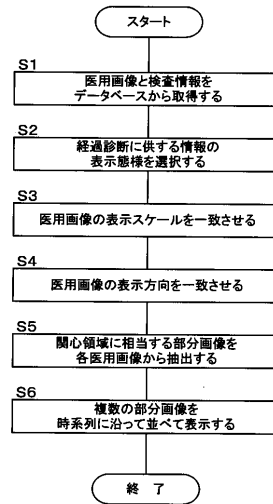 スタート
S1
医用画像と検査情報を
データベースから取得する
S2
経過診断に供する情報の
表示態様を選択する
S3
医用画像の表示スケールを一致させる
S4
医用画像の表示方向を一致させる
S5
関心領域に相当する部分画像を
各医用画像から抽出する
S6
複数の部分画像を
時系列に沿って並べて表示する
終 了